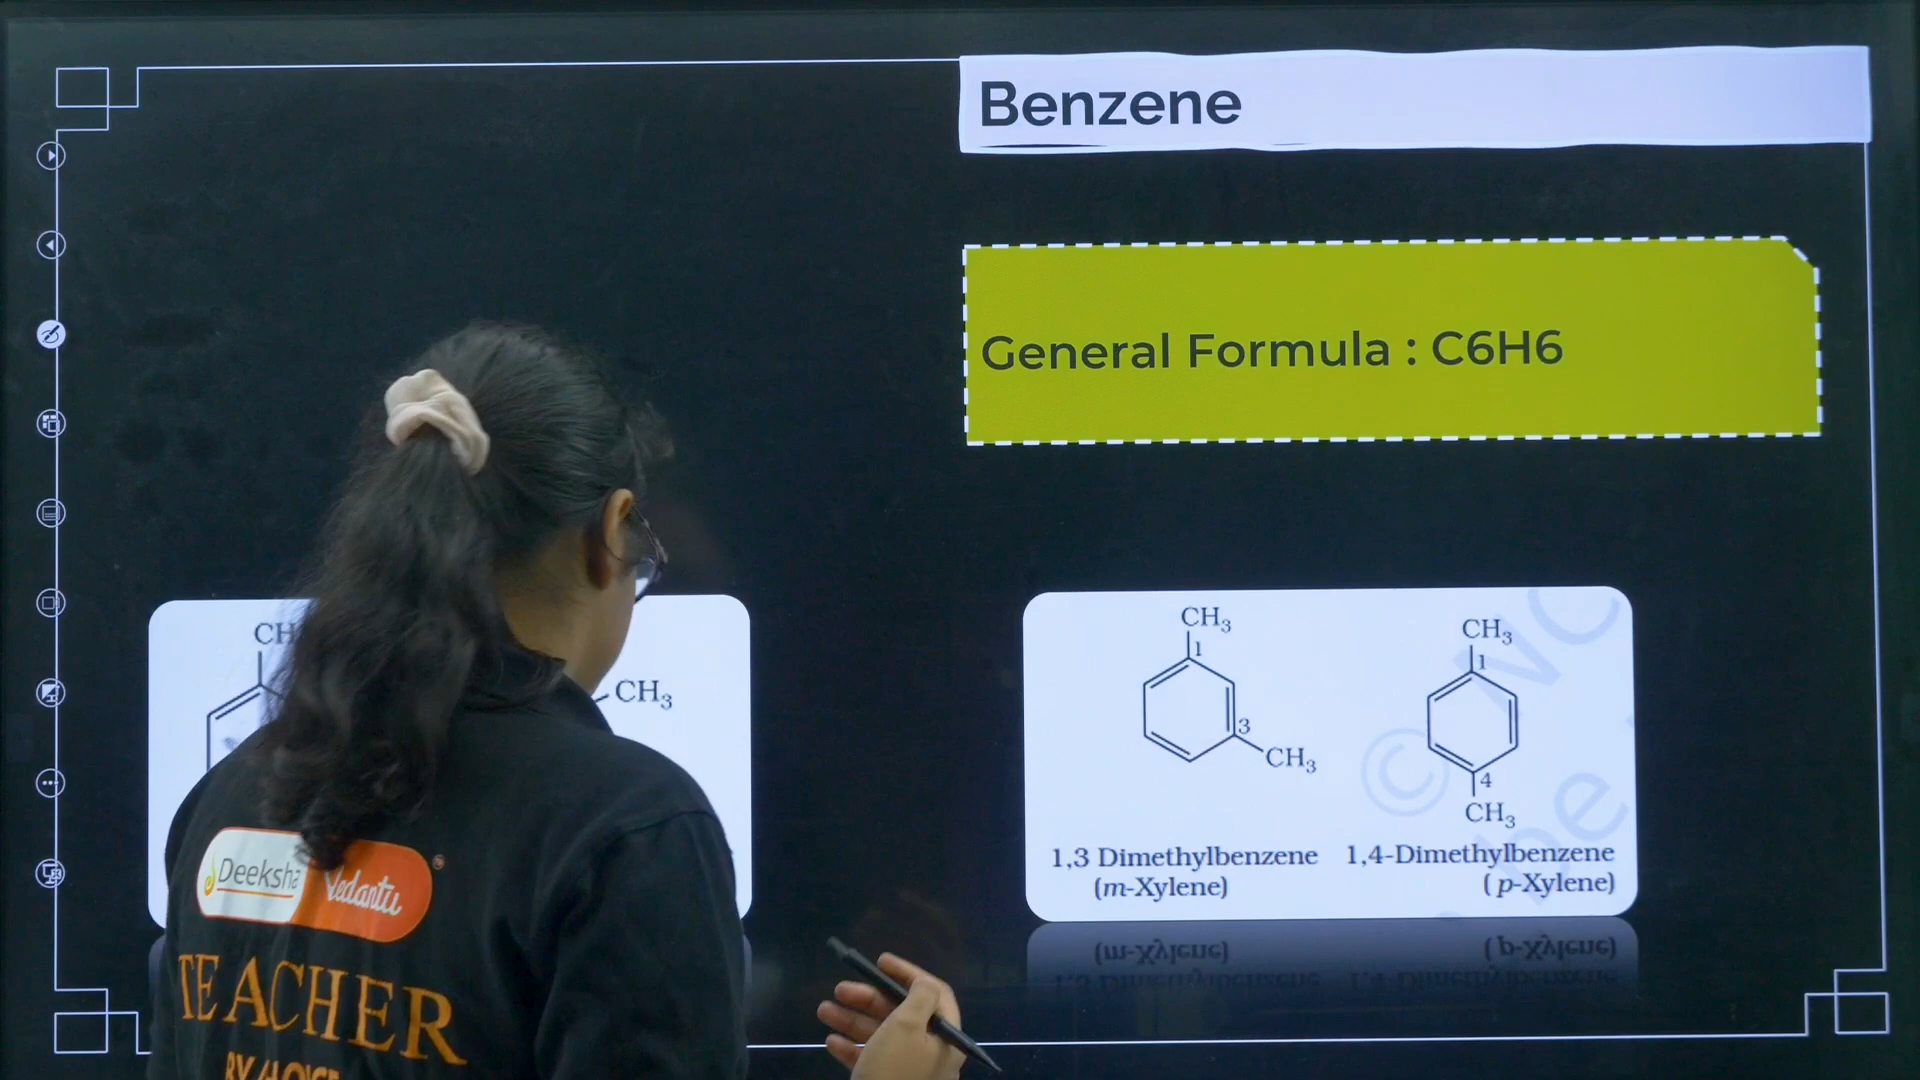 Benzene
General Formula : C6H6
CH
CH3
CH3
1
3
CH3
CH3
1
4
CH3
1,3 Dimethylbenzene
(m-Xylene)
1,4-Dimethylbenzene
( p-Xylene)
Deeksha Vedantu
TEACHER
BY